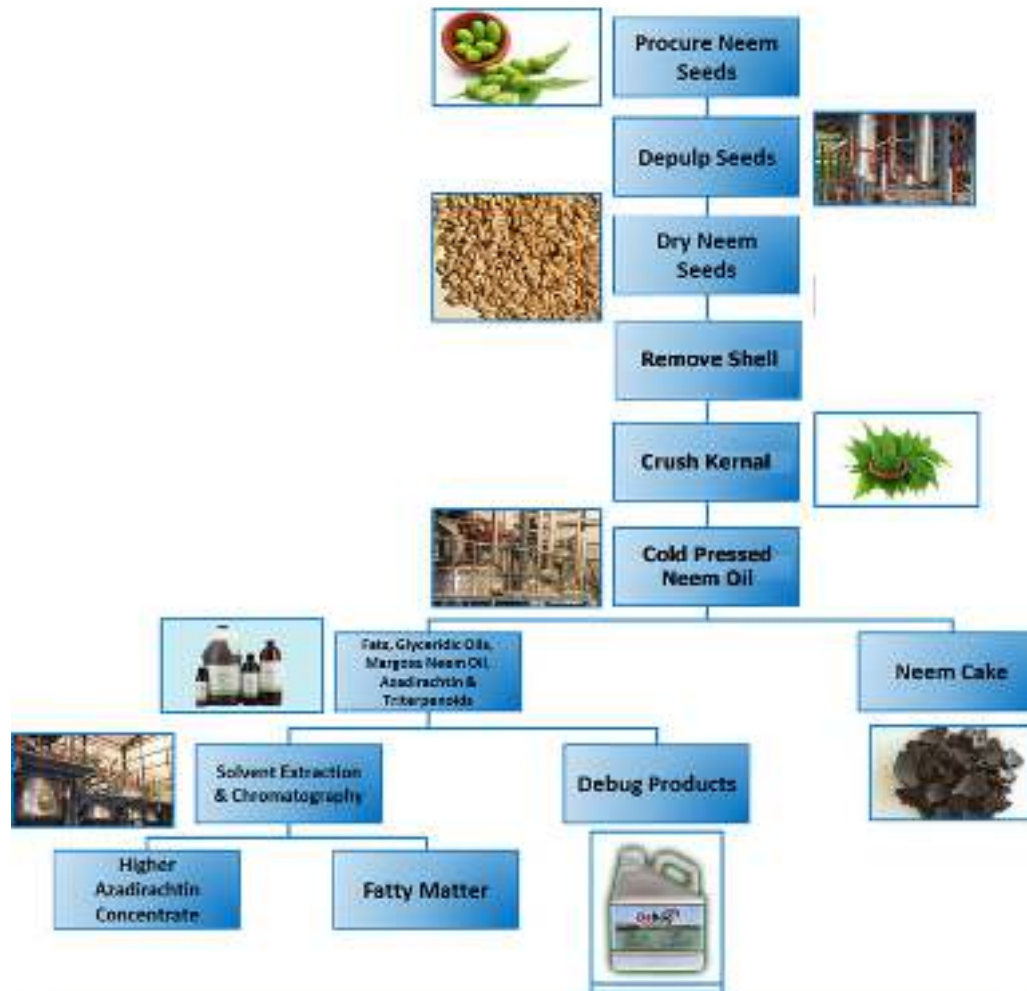 Procure Neem
Seeds
Depulp Seeds
Dry Neem
Seeds
Remove Shell
Crush Kernal
Cold Pressed
Neem Oil
Fats, Glyceridic Oils,
Margosa Neem Oil,
Azadirachtin &
Triterpenoids
Neem Cake
Solvent Extraction
& Chromatography
Debug Products
Higher
Azadirachtin
Concentrate
Fatty Matter
Debug